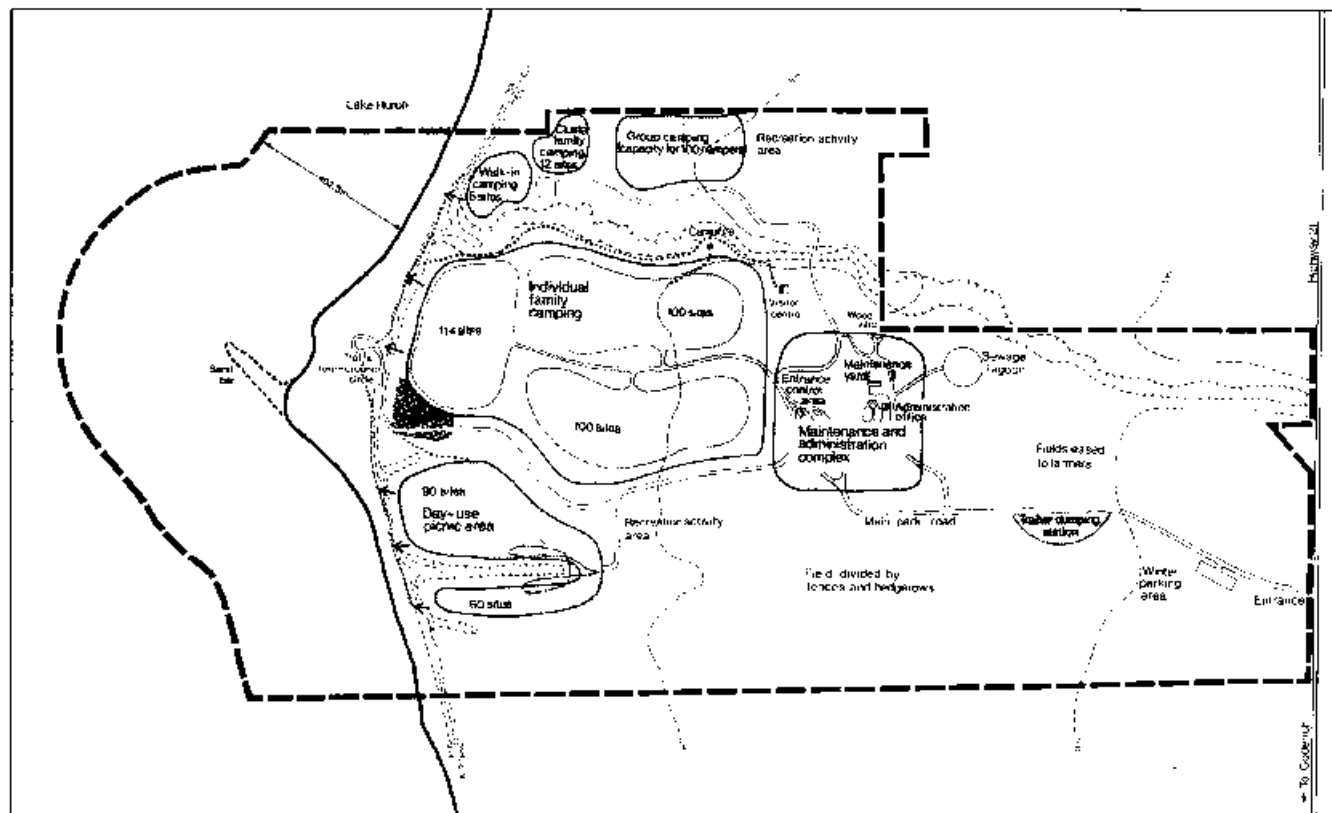 Lake Huron
Cluster
family
camping
12 sites
Group camping
(capacity for 100 campers)
Recreation activity
area
Walk-in
camping
sites
Campfire
Individual
family
camping
114 sites
100 sites
Visitor
centre
Wood
Maintenance
yard
Sewage
lagoon
Entrance
control
area
Administrative
office
Maintenance and
administration
complex
100 sites
Sand
bar
circle
Fields leased
to farmers
90 sites
Day-use
picnic area
Recreation activity
area
Main park road
Trailer dumping
station
Field divided by
fences and hedgerows
Winter
parking
area
Entrance
60 sites
Highway 21
To Goderich